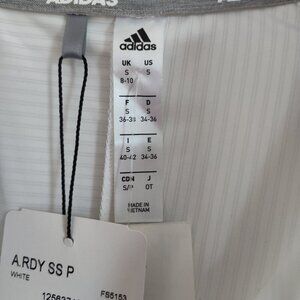 ADIDAS
adidas
UK US
S S
8-10
F D
S S
36-38 34-36
I E
S S
40-42 34-36
CDN J
S/P OT
MADE IN
VIETNAM
A.RDY SS P
WHITE
FS5153